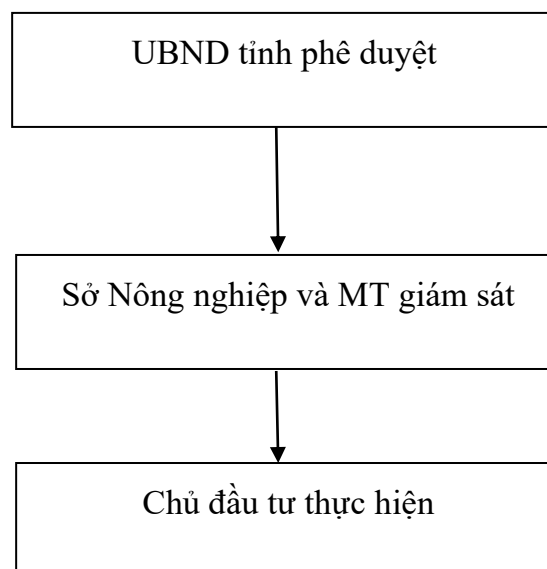 UBND tỉnh phê duyệt
Sở Nông nghiệp và MT giám sát
Chủ đầu tư thực hiện